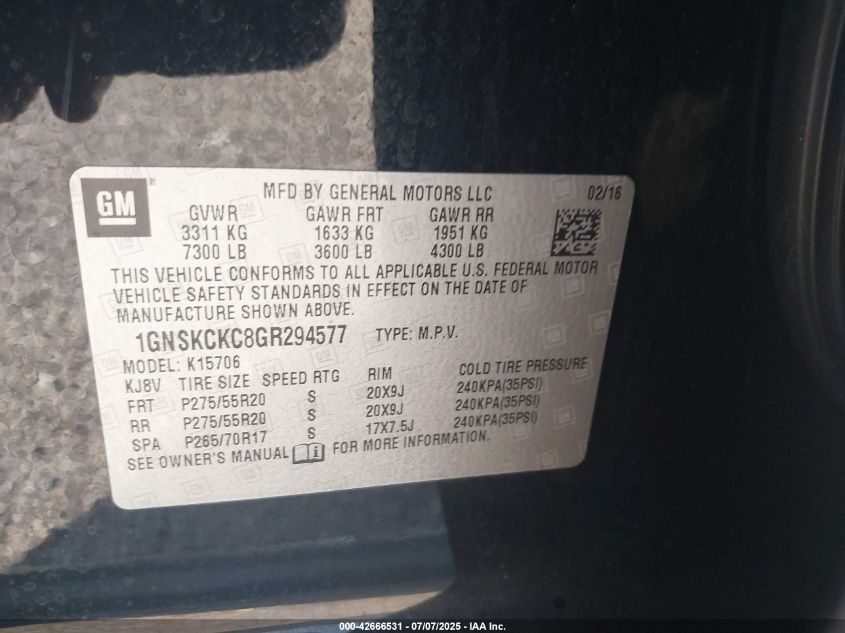 GM
MFD BY GENERAL MOTORS LLC 02/16
GVWR GAWR FRT GAWR RR
3311 KG 1633 KG 1951 KG
7300 LB 3600 LB 4300 LB
THIS VEHICLE CONFORMS TO ALL APPLICABLE U.S. FEDERAL MOTOR
VEHICLE SAFETY STANDARDS IN EFFECT ON THE DATE OF
MANUFACTURE SHOWN ABOVE.
1GNSKCKC8GR294577 TYPE: M.P.V.
MODEL: K15706
KJ8V TIRE SIZE SPEED RTG RIM COLD TIRE PRESSURE
FRT P275/55R20 S 20X9J 240KPA(35PSI)
RR P275/55R20 S 20X9J 240KPA(35PSI)
SPA P265/70R17 S 17X7.5J 240KPA(35PSI)
SEE OWNER'S MANUAL i FOR MORE INFORMATION.
000-42666531 - 07/07/2025 - IAA Inc.